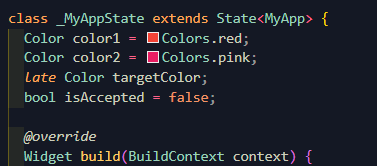 class _MyAppState extends State<MyApp> {
Color color1 = Colors.red;
Color color2 = Colors.pink;
late Color targetColor;
bool isAccepted = false;
@override
Widget build(BuildContext context) {